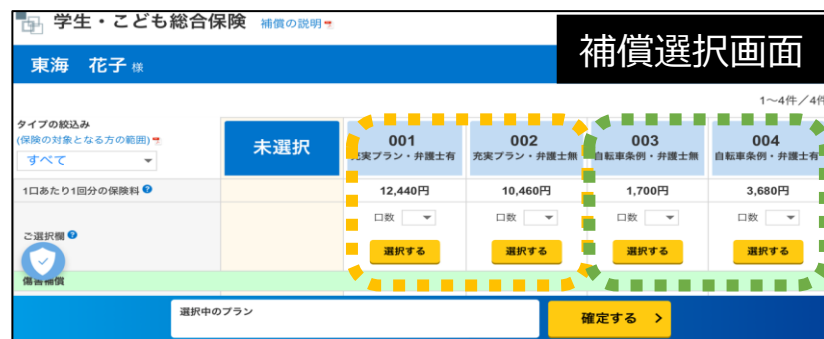 学生・こども総合保険 補償の説明
補償選択画面
東海 花子 様
1〜4件／4件
タイプの絞込み
(保険の対象となる方の範囲)
すべて
未選択
001
充実プラン・弁護士有
002
充実プラン・弁護士無
003
自転車条例・弁護士無
004
自転車条例・弁護士有
1口あたり1回分の保険料
12,440円
10,460円
1,700円
3,680円
ご選択欄
口数
口数
口数
口数
選択する
選択する
選択する
選択する
傷害補償
選択中のプラン
確定する